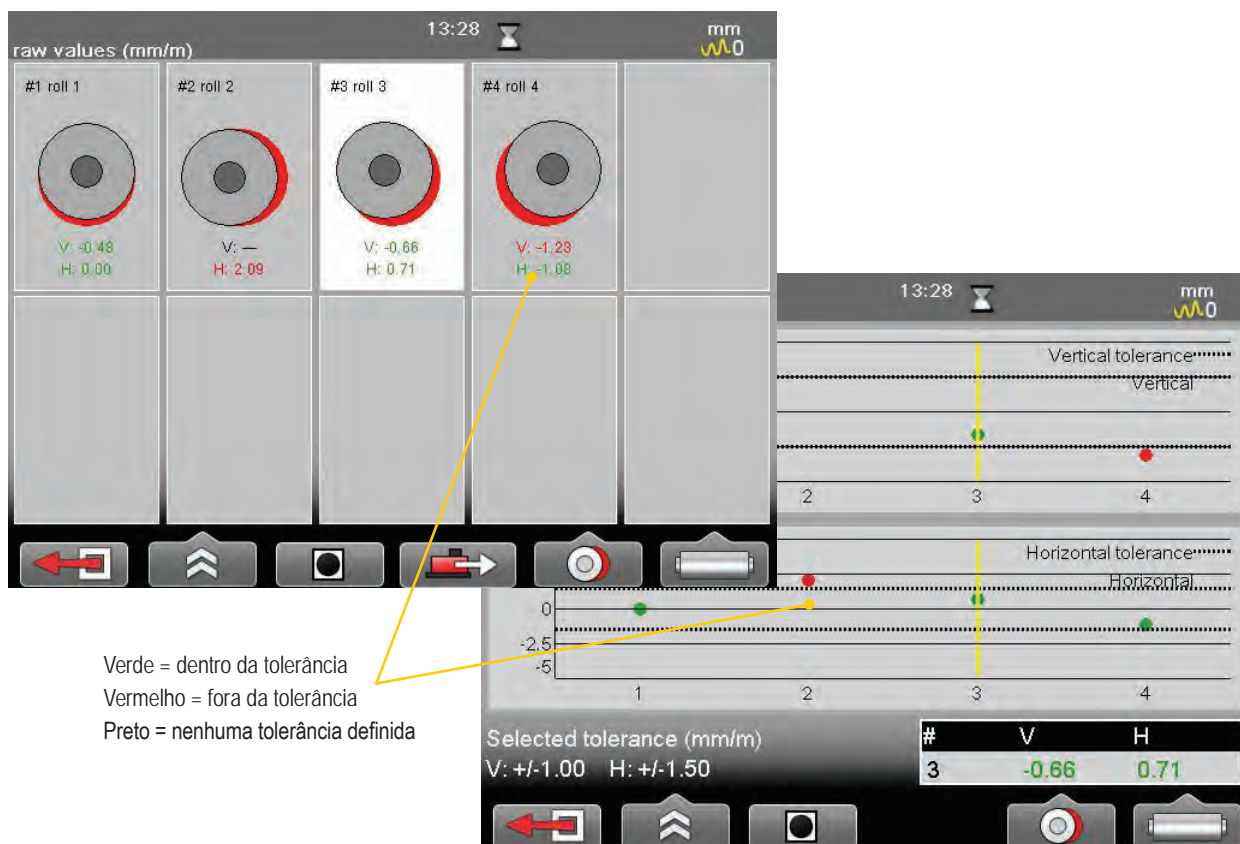 13:28
mm
raw values (mm/m)
0
#1 roll 1
#2 roll 2
#3 roll 3
#4 roll 4
V: -0.48
V: —
V: -0.66
V: -1.23
H: 0.00
H: 2.09
H: 0.71
H: -1.08
13:28
mm
0
Vertical tolerance
Vertical
2
3
4
Horizontal tolerance
Horizontal
0
-2.5
-5
1
2
3
4
Verde = dentro da tolerância
Vermelho = fora da tolerância
Preto = nenhuma tolerância definida
Selected tolerance (mm/m)
V: +/-1.00 H: +/-1.50
# V H
3 -0.66 0.71